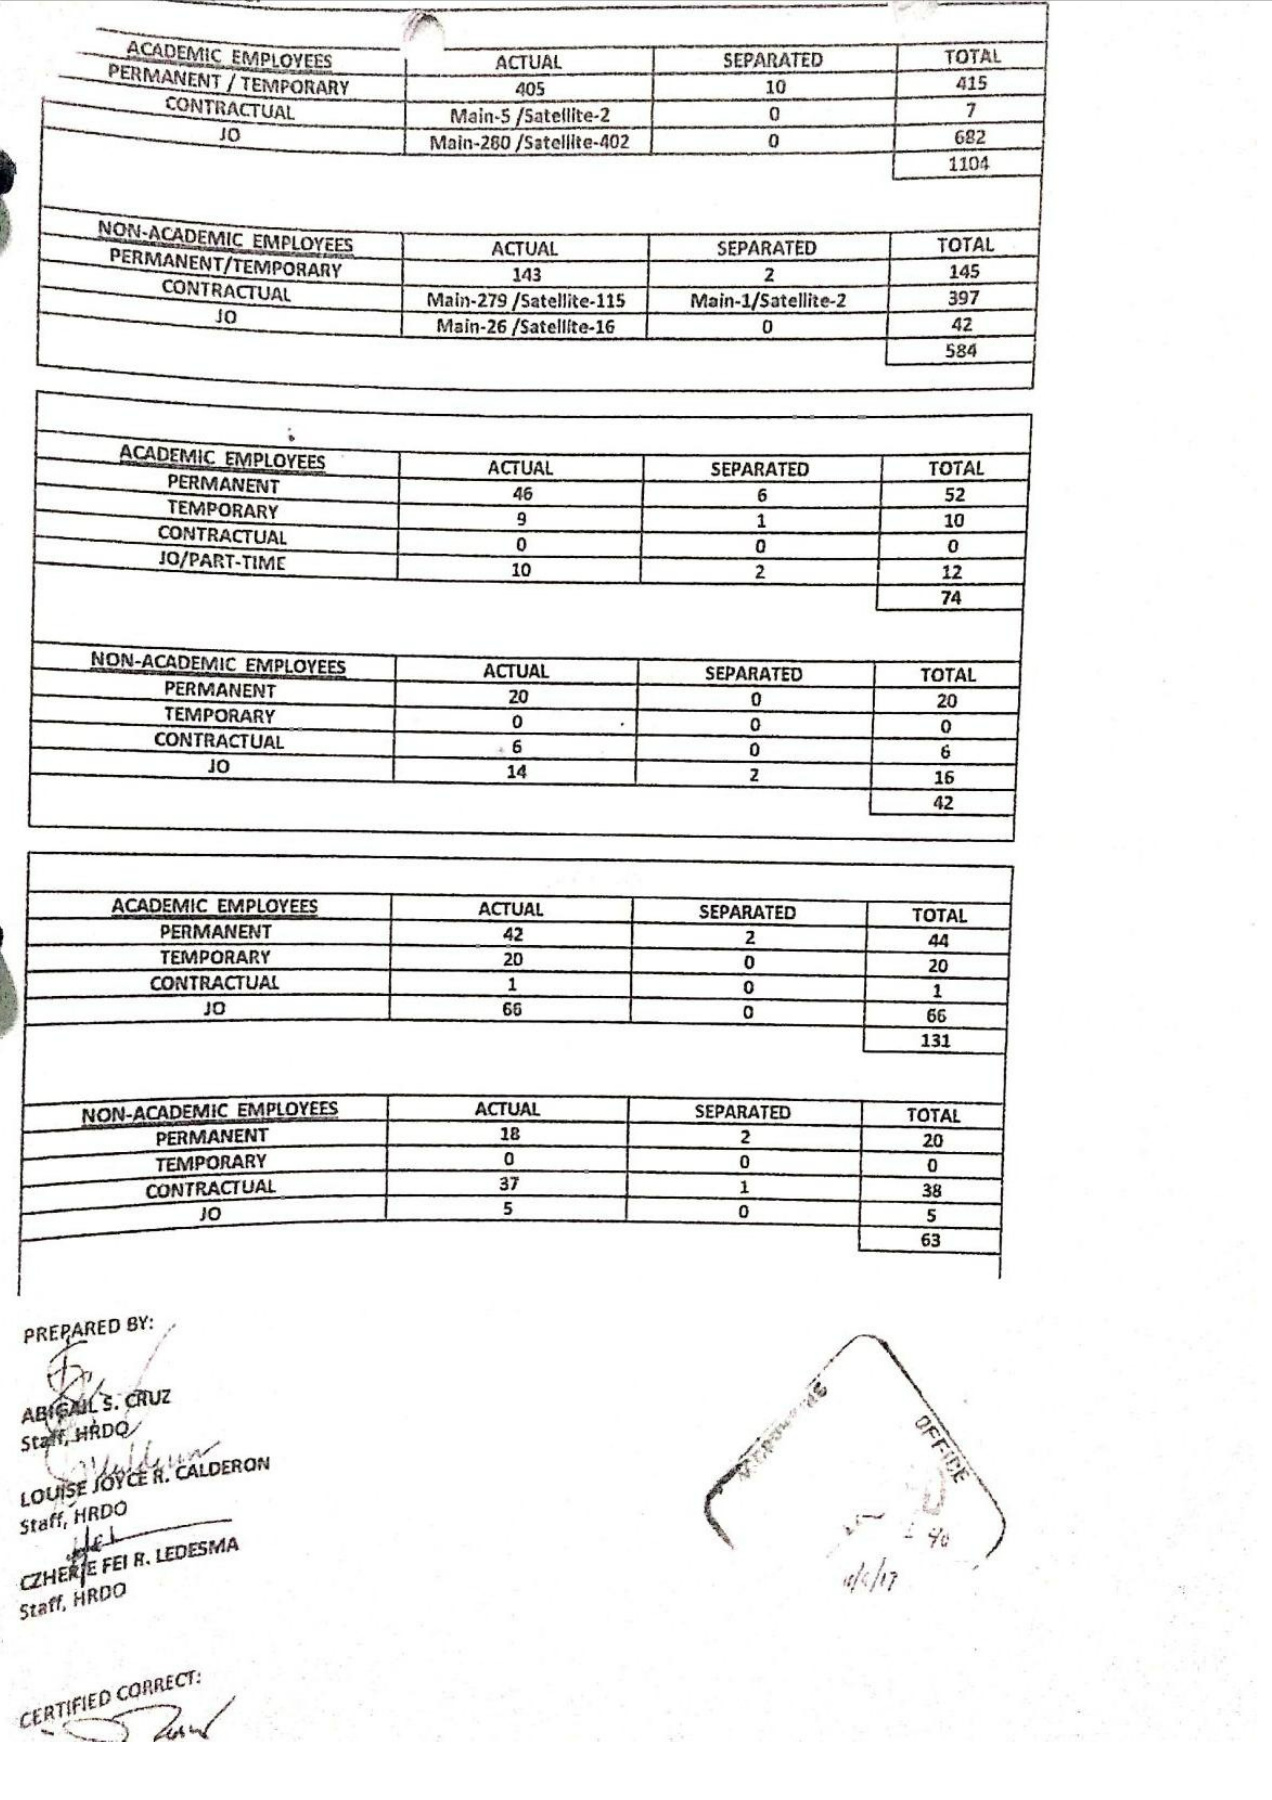 ACADEMIC EMPLOYEES ACTUAL SEPARATED TOTAL
PERMANENT / TEMPORARY 405 10 415
CONTRACTUAL Main-5 /Satellite-2 0 7
JO Main-280 /Satellite-402 0 682
1104
NON-ACADEMIC EMPLOYEES ACTUAL SEPARATED TOTAL
PERMANENT/TEMPORARY 143 2 145
CONTRACTUAL Main-279 /Satellite-115 Main-1/Satellite-2 397
JO Main-26 /Satellite-16 0 42
584
ACADEMIC EMPLOYEES ACTUAL SEPARATED TOTAL
PERMANENT 46 6 52
TEMPORARY 9 1 10
CONTRACTUAL 0 0 0
JO/PART-TIME 10 2 12
74
NON-ACADEMIC EMPLOYEES ACTUAL SEPARATED TOTAL
PERMANENT 20 0 20
TEMPORARY 0 0 0
CONTRACTUAL 6 0 6
JO 14 2 16
42
ACADEMIC EMPLOYEES ACTUAL SEPARATED TOTAL
PERMANENT 42 2 44
TEMPORARY 20 0 20
CONTRACTUAL 1 0 1
JO 66 0 66
131
NON-ACADEMIC EMPLOYEES ACTUAL SEPARATED TOTAL
PERMANENT 18 2 20
TEMPORARY 0 0 0
CONTRACTUAL 37 1 38
JO 5 0 5
63
PREPARED BY:
ABIGAIL S. CRUZ
Staff, HRDO
LOUISE JOYCE R. CALDERON
Staff, HRDO
CZHERIE FEI R. LEDESMA
Staff, HRDO
CERTIFIED CORRECT:
OFFICE